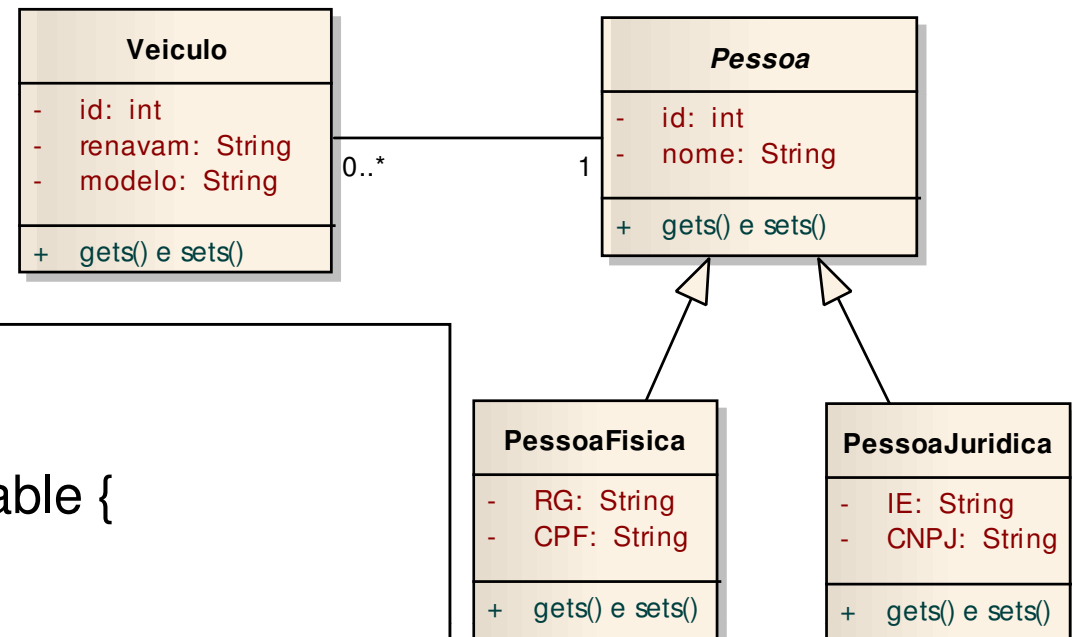 Veiculo
- id: int
- renavam: String
- modelo: String
+ gets() e sets()
0..*
1
Pessoa
- id: int
- nome: String
+ gets() e sets()
able {
PessoaFisica
- RG: String
- CPF: String
+ gets() e sets()
PessoaJuridica
- IE: String
- CNPJ: String
+ gets() e sets()